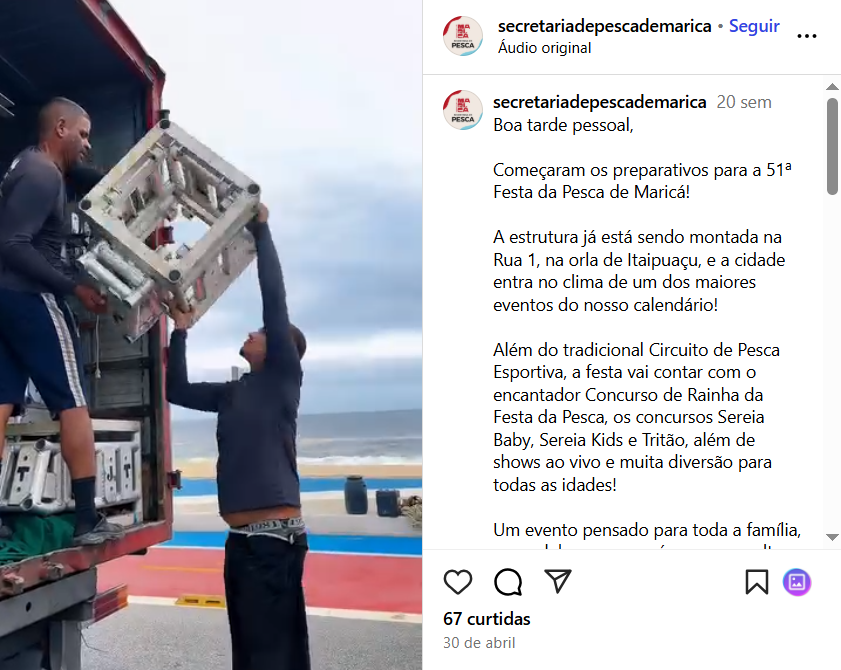 secretariadepescademarica • Seguir
Áudio original
secretariadepescademarica 20 sem
Boa tarde pessoal,
Começaram os preparativos para a 51ª
Festa da Pesca de Maricá!
A estrutura já está sendo montada na
Rua 1, na orla de Itaipuaçu, e a cidade
entra no clima de um dos maiores
eventos do nosso calendário!
Além do tradicional Circuito de Pesca
Esportiva, a festa vai contar com o
encantador Concurso de Rainha da
Festa da Pesca, os concursos Sereia
Baby, Sereia Kids e Tritão, além de
shows ao vivo e muita diversão para
todas as idades!
Um evento pensado para toda a família,
67 curtidas
30 de abril